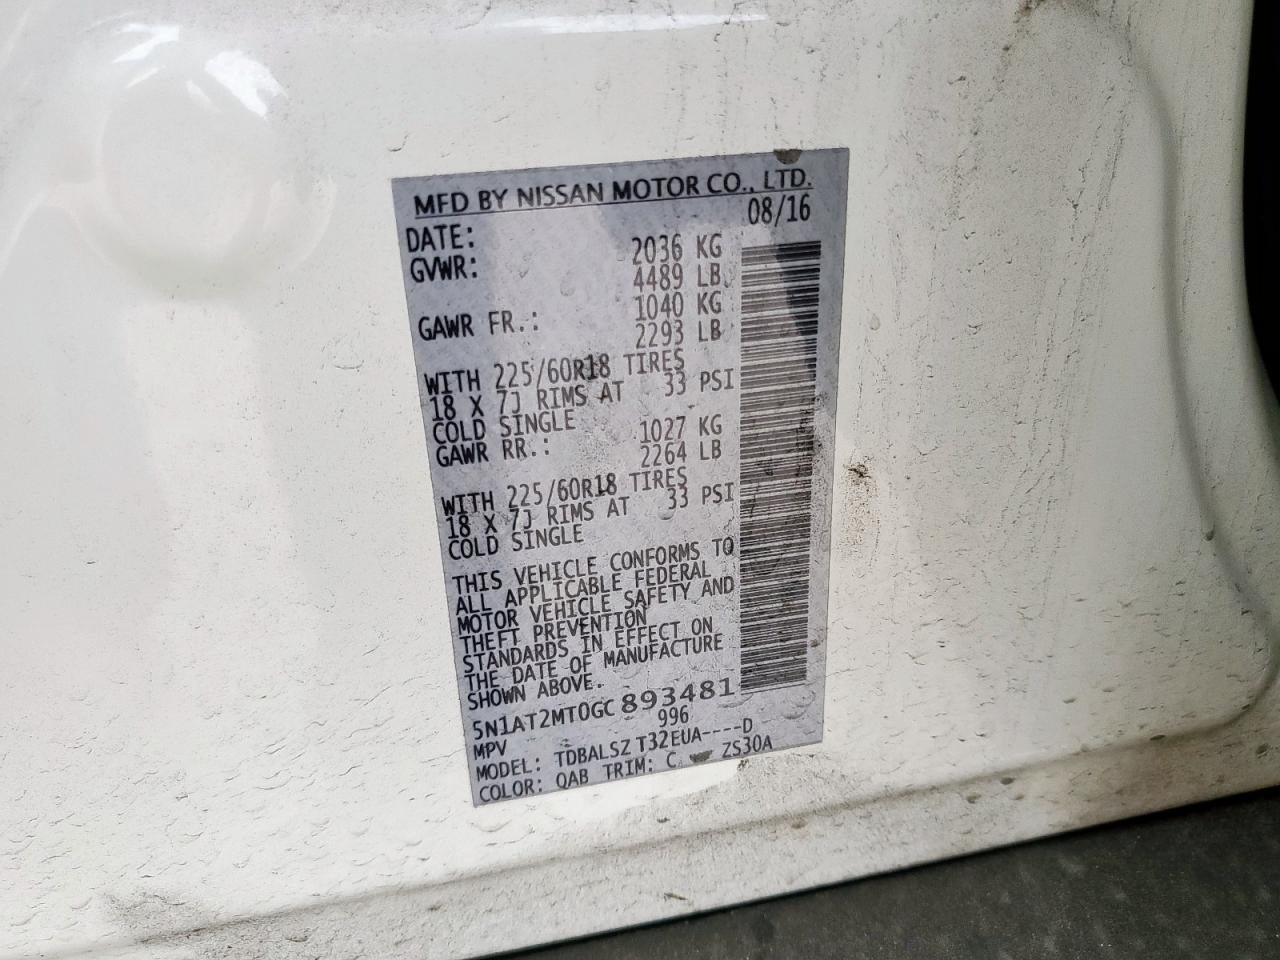 MFD BY NISSAN MOTOR CO., LTD.
DATE: 08/16
GVWR: 2036 KG
4489 LB
GAWR FR.: 1040 KG
2293 LB
WITH 225/60R18 TIRES
18 X 7J RIMS AT 33 PSI
COLD SINGLE
GAWR RR.: 1027 KG
2264 LB
WITH 225/60R18 TIRES
18 X 7J RIMS AT 33 PSI
COLD SINGLE
THIS VEHICLE CONFORMS TO
ALL APPLICABLE FEDERAL
MOTOR VEHICLE SAFETY AND
THEFT PREVENTION
STANDARDS IN EFFECT ON
THE DATE OF MANUFACTURE
SHOWN ABOVE.
5N1AT2MT0GC893481
MPV 996
MODEL: TDBALSZ T32EUA----D
COLOR: QAB TRIM: C ZS30A